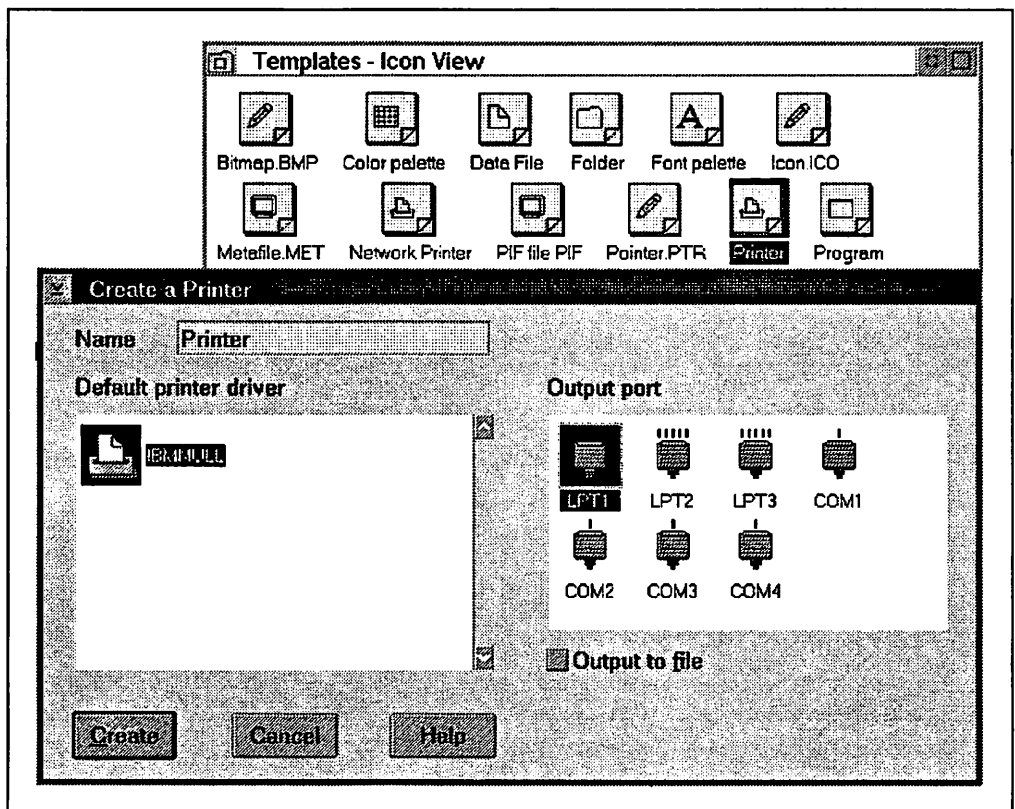 Templates - Icon View
Bitmap.BMP Color palette Data File Folder Font palette Icon.ICO
Metafile.MET Network Printer PIF file PIF Pointer.PTR Printer Program
Create a Printer
Name Printer
Default printer driver Output port
IBMNULL
LPT1 LPT2 LPT3 COM1
COM2 COM3 COM4
Output to file
Create Cancel Help